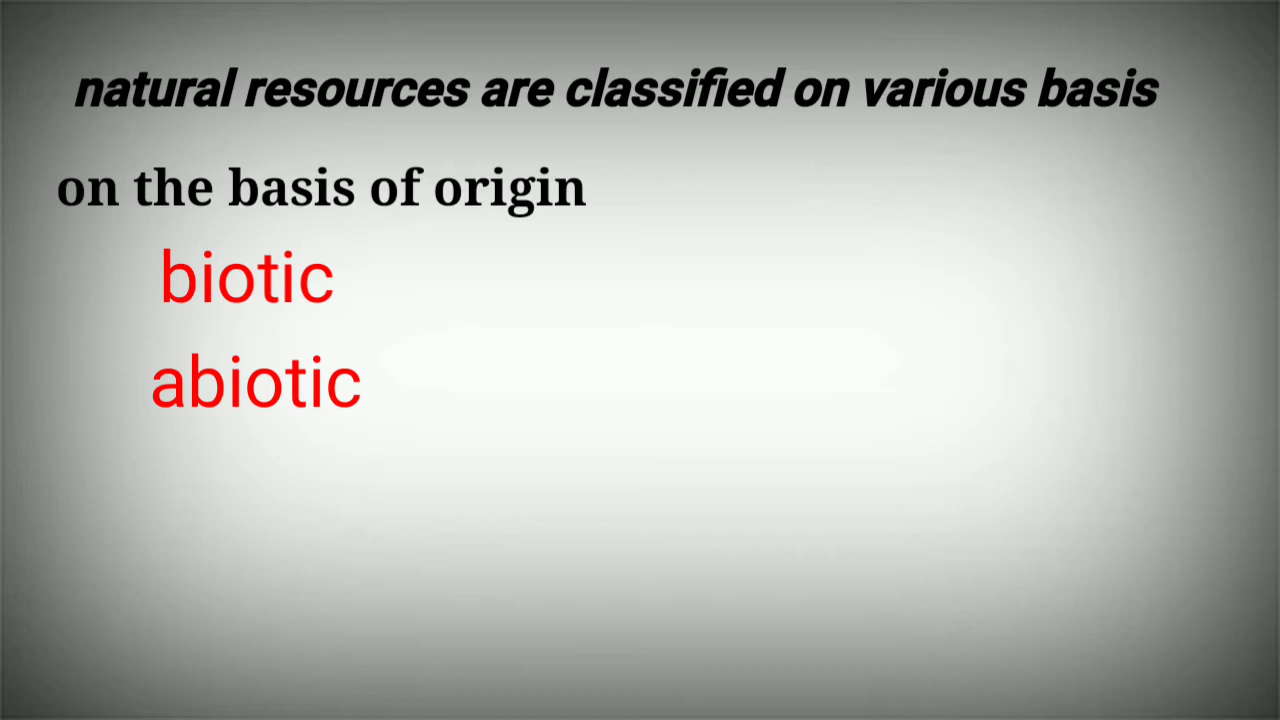 natural resources are classified on various basis
on the basis of origin
biotic
abiotic